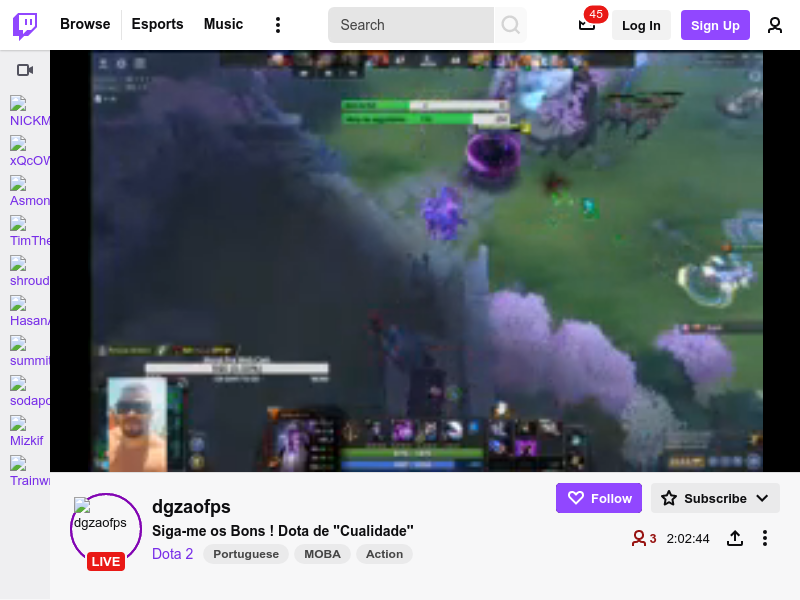 Browse
Esports
Music
Search
45
Log In
Sign Up
NICKM
xQcOW
Asmon
TimThe
shroud
HasanA
summit
sodapo
Mizkif
Trainw
dgzaofps
LIVE
dgzaofps
Siga-me os Bons ! Dota de "Cualidade"
Dota 2
Portuguese
MOBA
Action
Follow
Subscribe
3
2:02:44